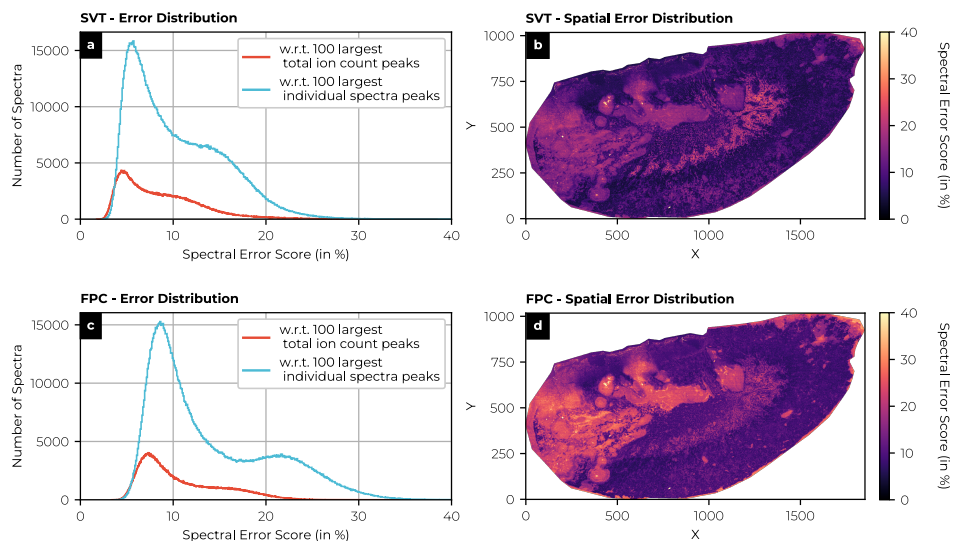 SVT - Error Distribution
a
15000
10000
5000
0
Number of Spectra
w.r.t. 100 largest
total ion count peaks
w.r.t. 100 largest
individual spectra peaks
0 10 20 30 40
Spectral Error Score (in %)
SVT - Spatial Error Distribution
b
1000
750
500
250
0
Y
0 500 1000 1500
X
40
30
20
10
0
Spectral Error Score (in %)
FPC - Error Distribution
c
15000
10000
5000
0
Number of Spectra
w.r.t. 100 largest
total ion count peaks
w.r.t. 100 largest
individual spectra peaks
0 10 20 30 40
Spectral Error Score (in %)
FPC - Spatial Error Distribution
d
1000
750
500
250
0
Y
0 500 1000 1500
X
40
30
20
10
0
Spectral Error Score (in %)